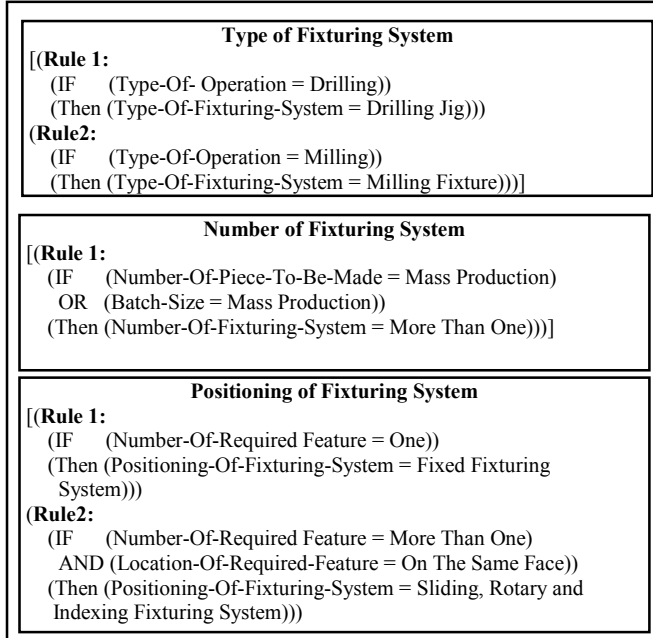 Type of Fixturing System
[(Rule 1:
(IF (Type-Of- Operation = Drilling))
(Then (Type-Of-Fixturing-System = Drilling Jig)))
(Rule2:
(IF (Type-Of-Operation = Milling))
(Then (Type-Of-Fixturing-System = Milling Fixture)))]
Number of Fixturing System
[(Rule 1:
(IF (Number-Of-Piece-To-Be-Made = Mass Production)
OR (Batch-Size = Mass Production))
(Then (Number-Of-Fixturing-System = More Than One)))]
Positioning of Fixturing System
[(Rule 1:
(IF (Number-Of-Required Feature = One))
(Then (Positioning-Of-Fixturing-System = Fixed Fixturing
System)))
(Rule2:
(IF (Number-Of-Required Feature = More Than One)
AND (Location-Of-Required-Feature = On The Same Face))
(Then (Positioning-Of-Fixturing-System = Sliding, Rotary and
Indexing Fixturing System)))